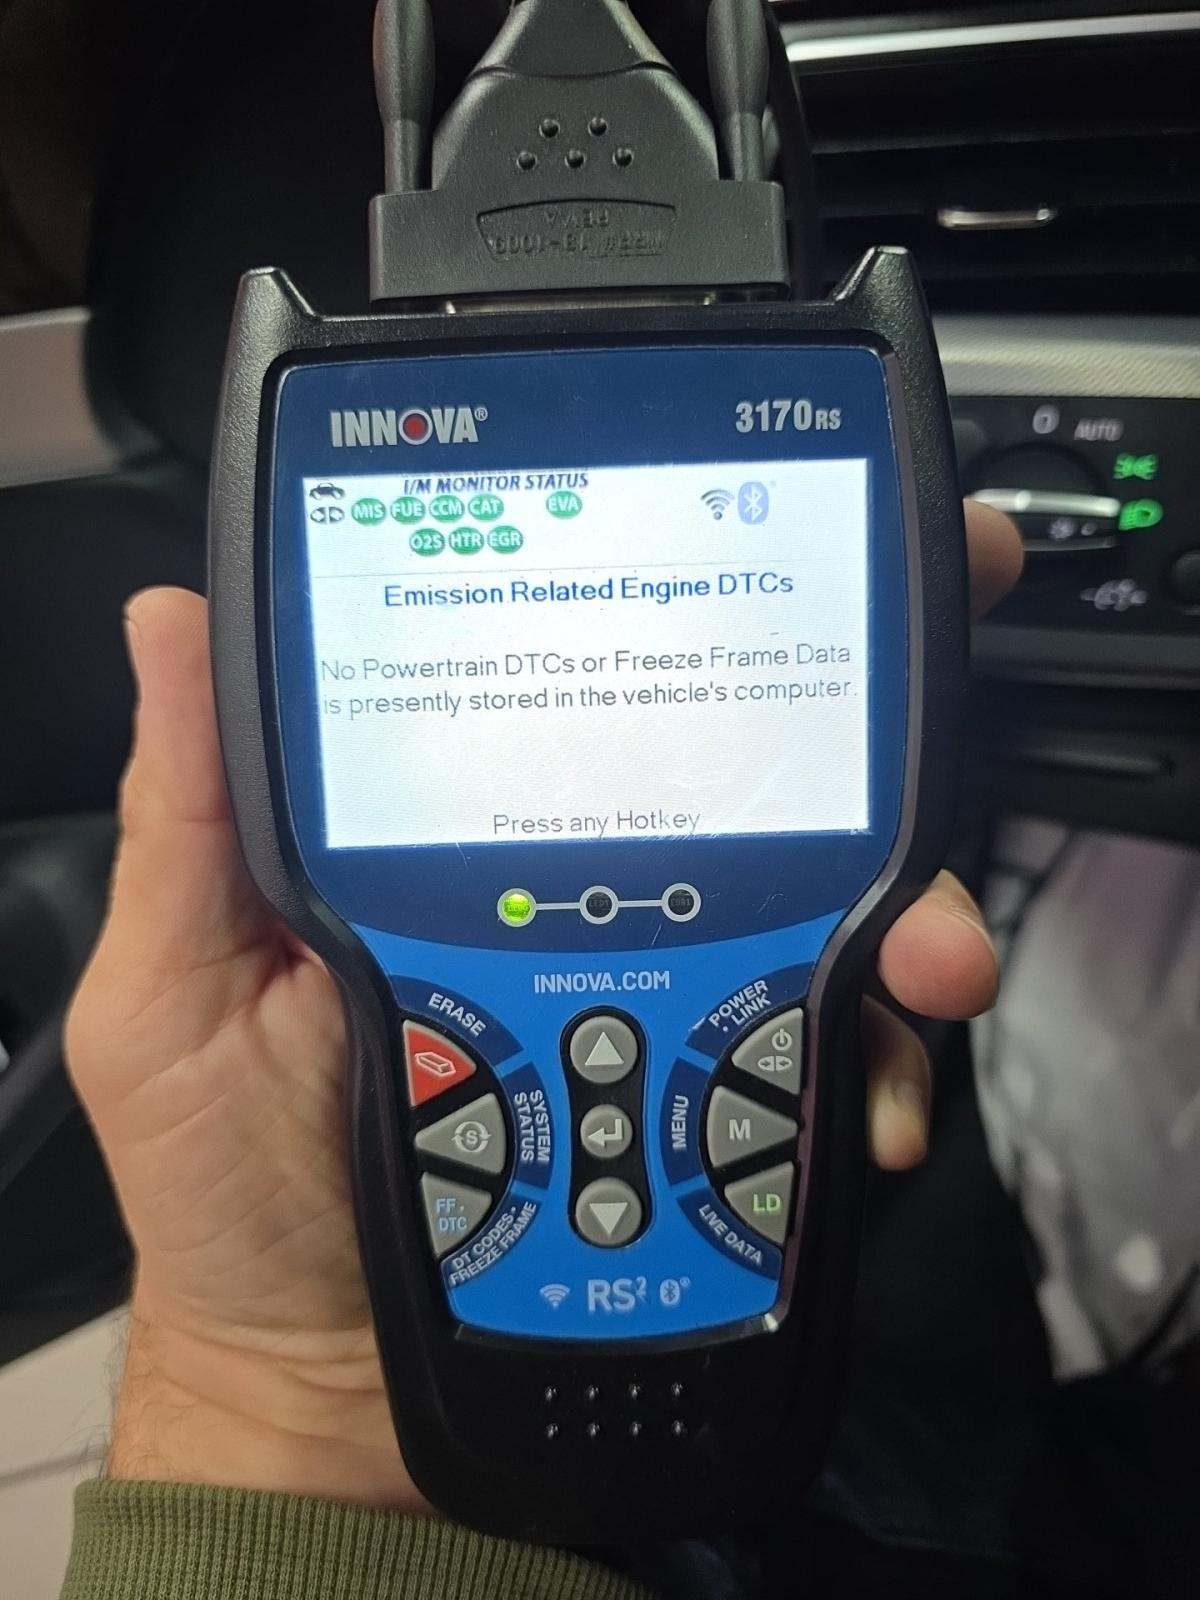 REV.A
INNOVA®
3170RS
I/M MONITOR STATUS
MIS FUE CCM CAT EVA
O2S HTR EGR
Emission Related Engine DTCs
No Powertrain DTCs or Freeze Frame Data
is presently stored in the vehicle's computer.
Press any Hotkey
INNOVA.COM
ERASE
POWER
LINK
SYSTEM
STATUS
S
MENU
M
FF.
DTC
DT CODES•
FREEZE FRAME
LD
LIVE DATA
RS²
0 AUTO